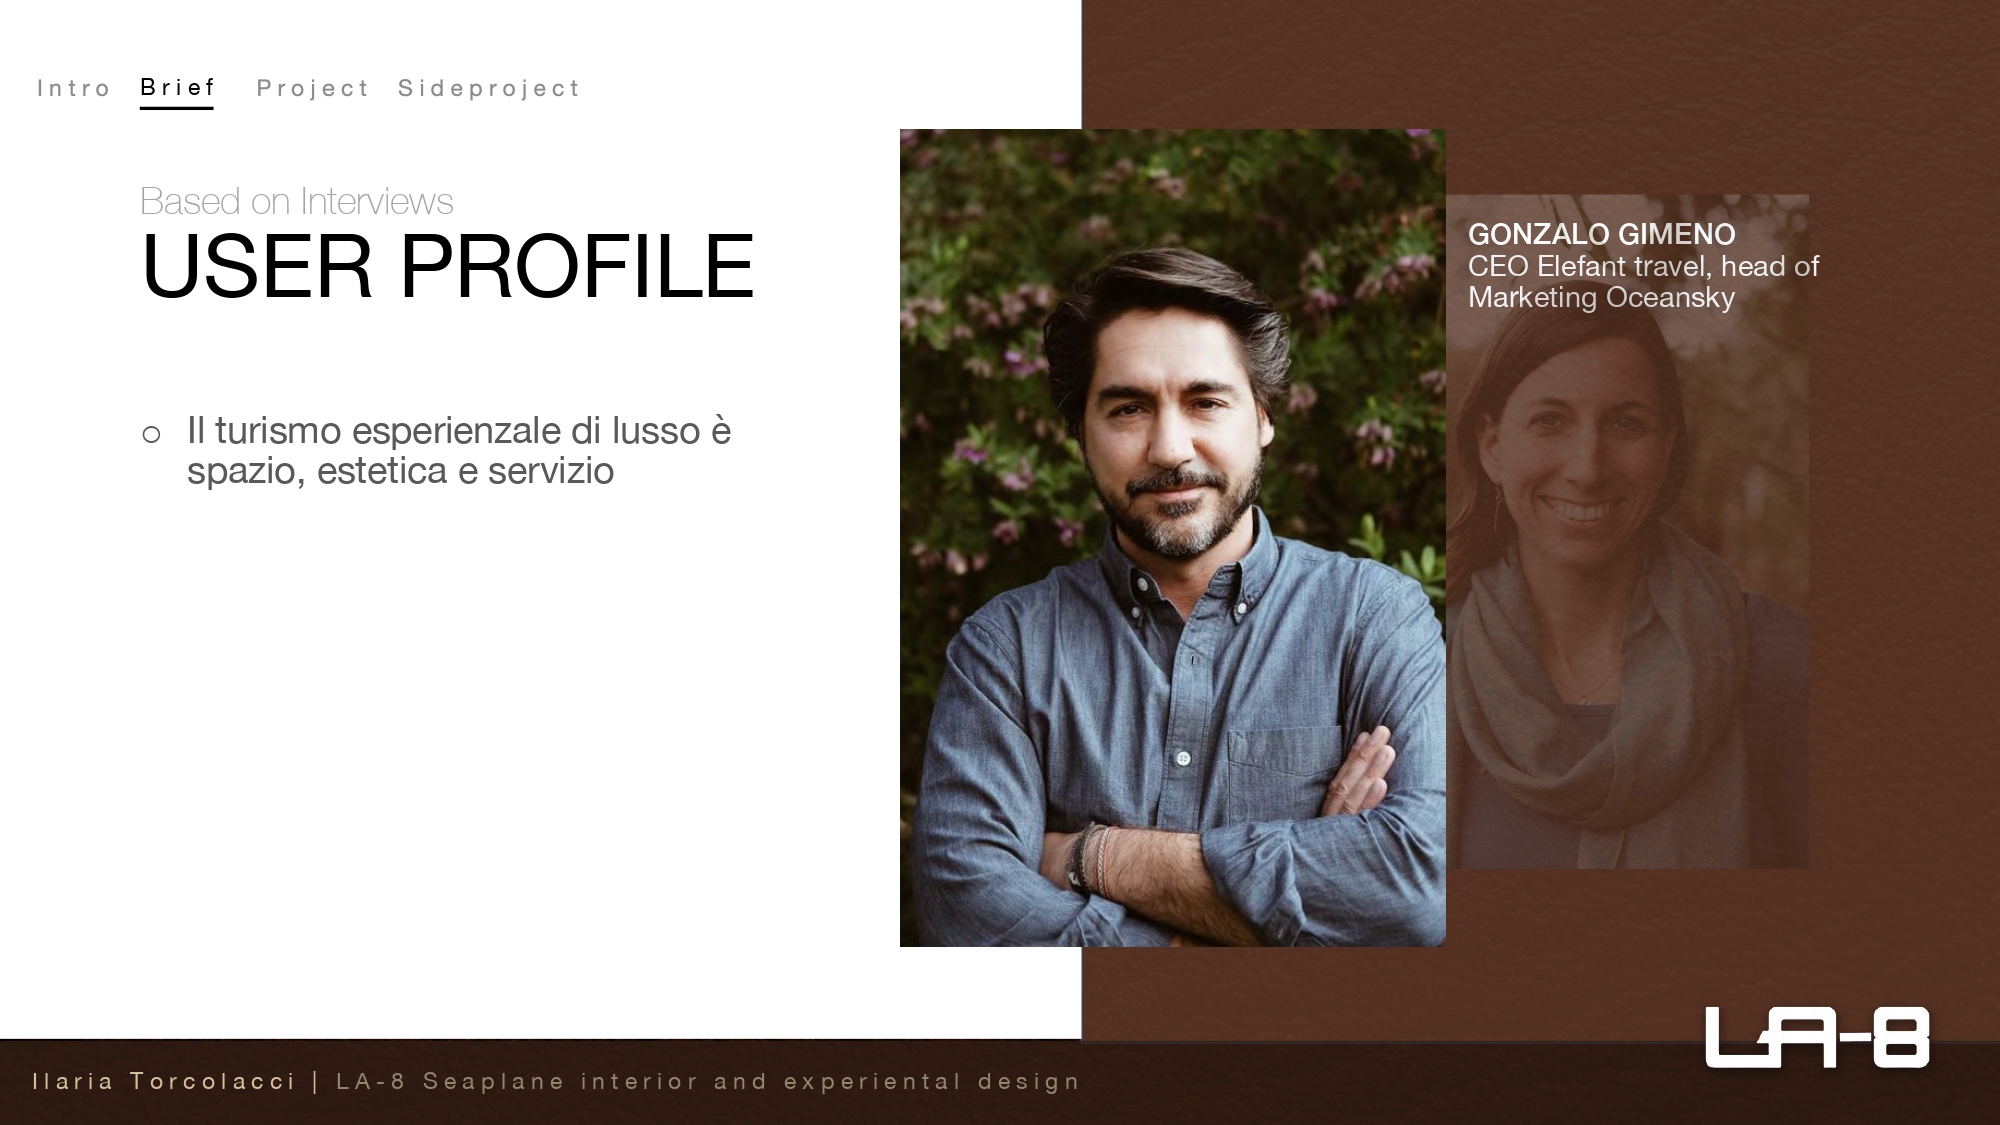 Intro Brief Project Sideproject
Based on Interviews
USER PROFILE
Il turismo esperienzale di lusso è
spazio, estetica e servizio
GONZALO GIMENO
CEO Elefant travel, head of
Marketing Oceansky
LA-8
Ilaria Torcolacci | LA-8 Seaplane interior and experiental design